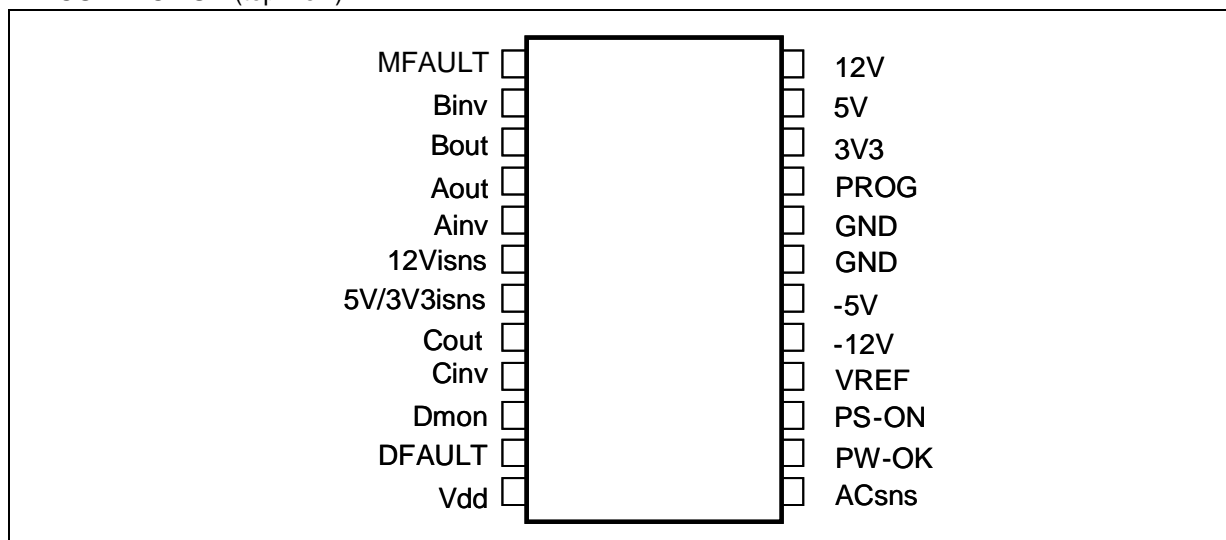 MFAULT
Binv
Bout
Aout
Ainv
12Visns
5V/3V3isns
Cout
Cinv
Dmon
DFAULT
Vdd
12V
5V
3V3
PROG
GND
GND
-5V
-12V
VREF
PS-ON
PW-OK
ACsns